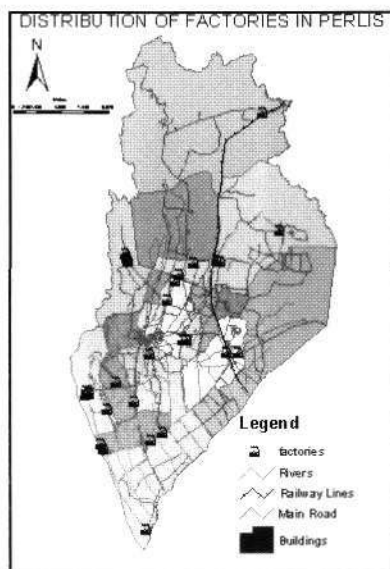 DISTRIBUTION OF FACTORIES IN PERLIS
N
Legend
factories
Rivers
Railway Lines
Main Road
Buildings